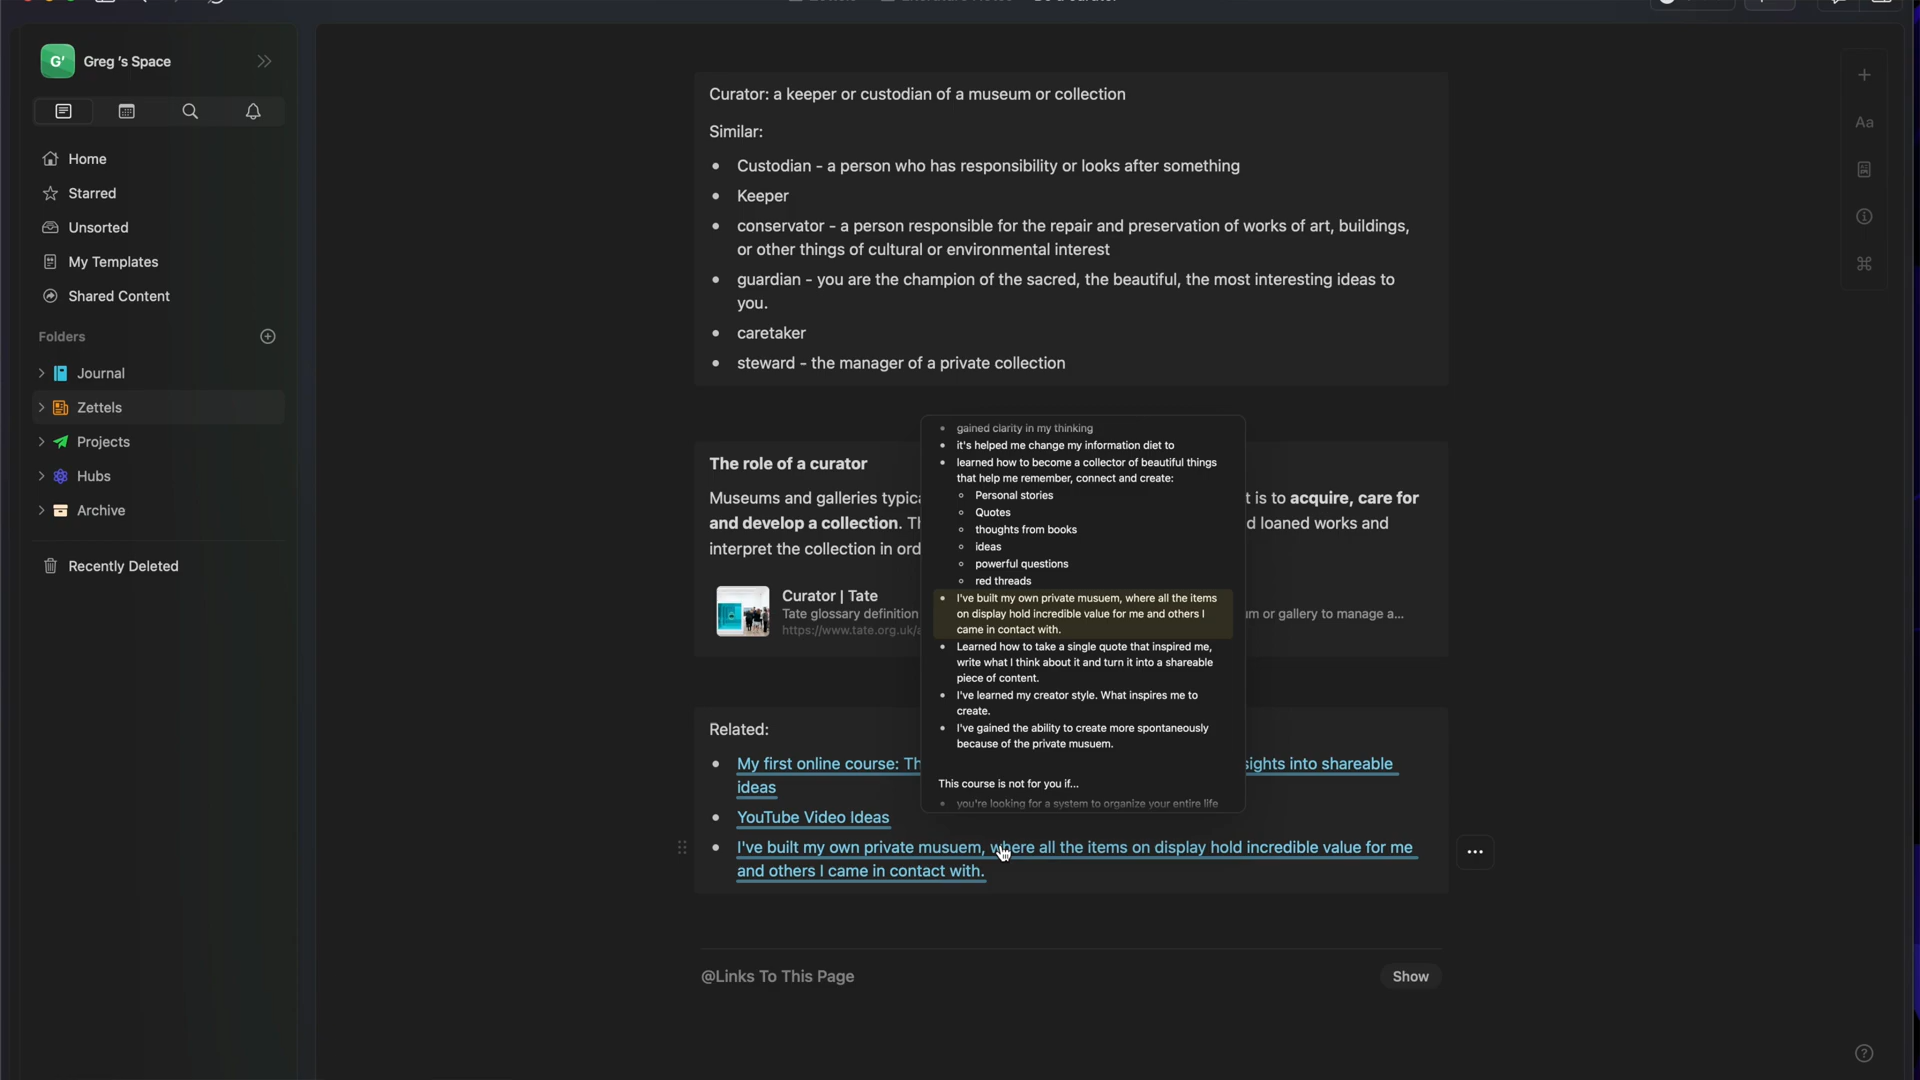 G'
Greg 's Space
Home
Starred
Unsorted
My Templates
Shared Content
Folders
Journal
Zettels
Projects
Hubs
Archive
Recently Deleted
Curator: a keeper or custodian of a museum or collection
Similar:
Custodian - a person who has responsibility or looks after something
Keeper
conservator - a person responsible for the repair and preservation of works of art, buildings,
or other things of cultural or environmental interest
guardian - you are the champion of the sacred, the beautiful, the most interesting ideas to
you.
caretaker
steward - the manager of a private collection
The role of a curator
Museums and galleries t is to acquire, care for
and develop a collection. d loaned works and
interpret the collection in
Curator | Tate
Tate glossary definition or gallery to manage a...
https://www.tate.org.uk/
gained clarity in my thinking
it's helped me change my information diet to
learned how to become a collector of beautiful things
that help me remember, connect and create:
Personal stories
Quotes
thoughts from books
ideas
powerful questions
red threads
I've built my own private musuem, where all the items
on display hold incredible value for me and others I
came in contact with.
Learned how to take a single quote that inspired me,
write what I think about it and turn it into a shareable
piece of content.
I've learned my creator style. What inspires me to
create.
I've gained the ability to create more spontaneously
because of the private musuem.
This course is not for you if...
you're looking for a system to organize your entire life
Related:
My first online course: sights into shareable
ideas
YouTube Video Ideas
I've built my own private musuem, where all the items on display hold incredible value for me
and others I came in contact with.
@Links To This Page
Show
Aa